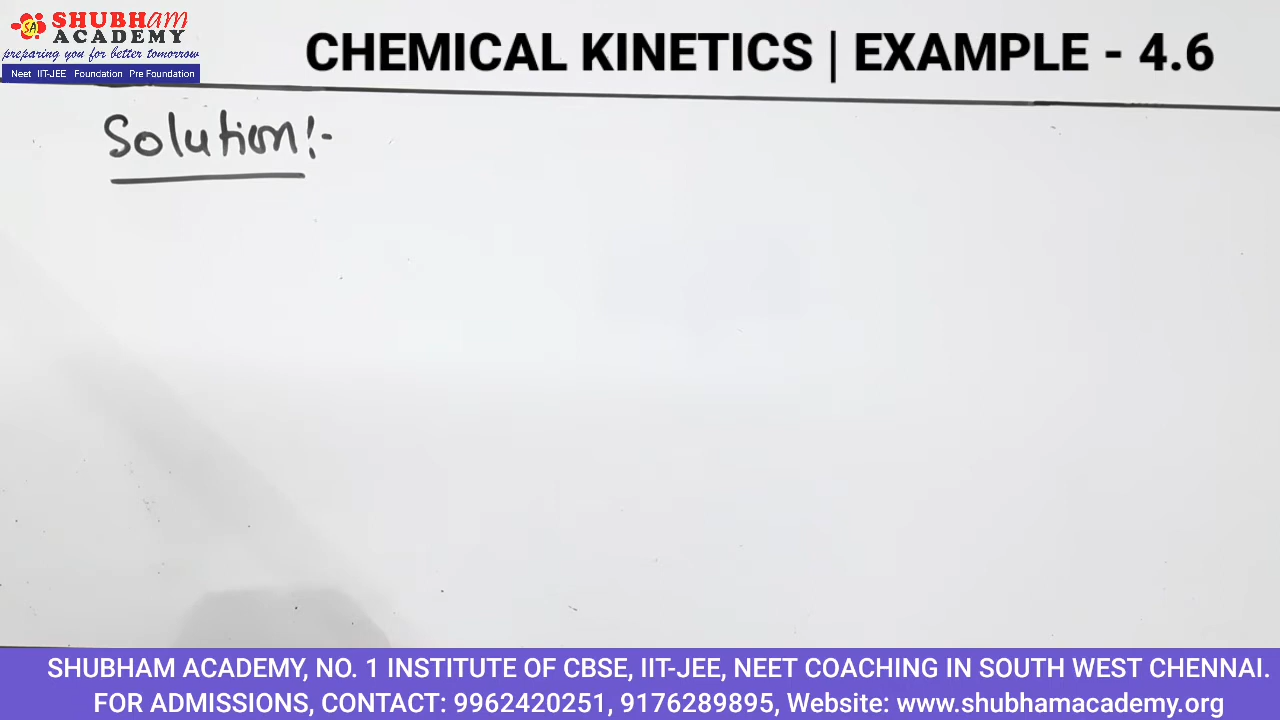 SHUBHAM
SA
ACADEMY
preparing you for better tomorrow
Neet IIT-JEE Foundation Pre Foundation
CHEMICAL KINETICS | EXAMPLE - 4.6
Solution:-
SHUBHAM ACADEMY, NO. 1 INSTITUTE OF CBSE, IIT-JEE, NEET COACHING IN SOUTH WEST CHENNAI.
FOR ADMISSIONS, CONTACT: 9962420251, 9176289895, Website: www.shubhamacademy.org